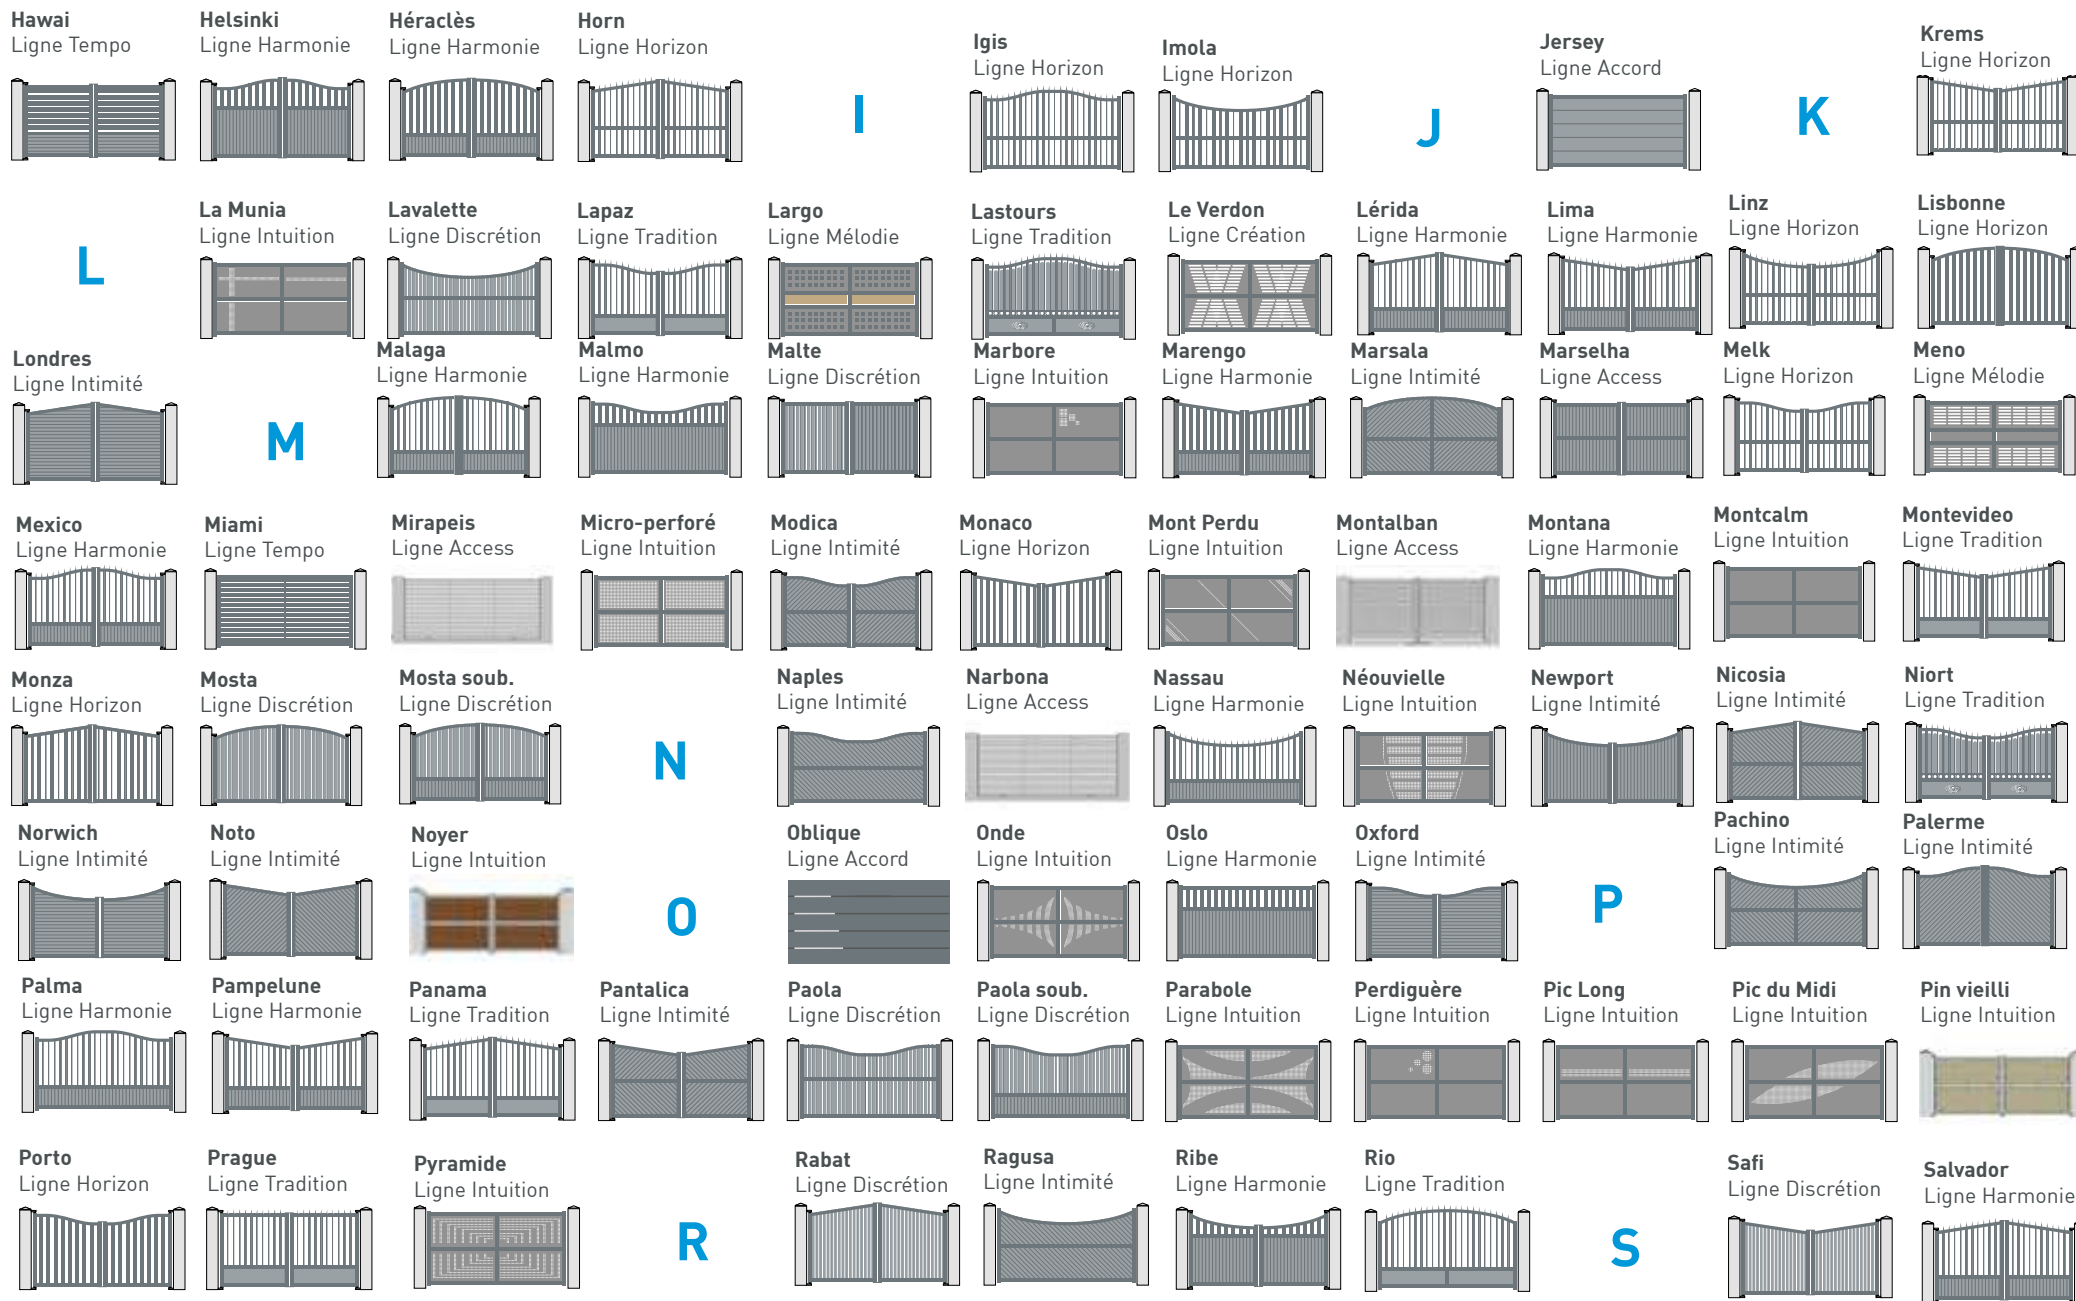 Hawai
Ligne Tempo
Helsinki
Ligne Harmonie
Héraclès
Ligne Harmonie
Horn
Ligne Horizon
I
Igis
Ligne Horizon
Imola
Ligne Horizon
J
Jersey
Ligne Accord
K
Krems
Ligne Horizon
L
La Munia
Ligne Intuition
Lavalette
Ligne Discrétion
Lapaz
Ligne Tradition
Largo
Ligne Mélodie
Lastours
Ligne Tradition
Le Verdon
Ligne Création
Lérida
Ligne Harmonie
Lima
Ligne Harmonie
Linz
Ligne Horizon
Lisbonne
Ligne Horizon
Londres
Ligne Intimité
M
Malaga
Ligne Harmonie
Malmo
Ligne Harmonie
Malte
Ligne Discrétion
Marbore
Ligne Intuition
Marengo
Ligne Harmonie
Marsala
Ligne Intimité
Marselha
Ligne Access
Melk
Ligne Horizon
Meno
Ligne Mélodie
Mexico
Ligne Harmonie
Miami
Ligne Tempo
Mirapeis
Ligne Access
Micro-perforé
Ligne Intuition
Modica
Ligne Intimité
Monaco
Ligne Horizon
Mont Perdu
Ligne Intuition
Montalban
Ligne Access
Montana
Ligne Harmonie
Montcalm
Ligne Intuition
Montevideo
Ligne Tradition
Monza
Ligne Horizon
Mosta
Ligne Discrétion
Mosta soub.
Ligne Discrétion
N
Naples
Ligne Intimité
Narbona
Ligne Access
Nassau
Ligne Harmonie
Néouvielle
Ligne Intuition
Newport
Ligne Intimité
Nicosia
Ligne Intimité
Niort
Ligne Tradition
Norwich
Ligne Intimité
Noto
Ligne Intimité
Noyer
Ligne Intuition
O
Oblique
Ligne Accord
Onde
Ligne Intuition
Oslo
Ligne Harmonie
Oxford
Ligne Intimité
P
Pachino
Ligne Intimité
Palerme
Ligne Intimité
Palma
Ligne Harmonie
Pampelune
Ligne Harmonie
Panama
Ligne Tradition
Pantalica
Ligne Intimité
Paola
Ligne Discrétion
Paola soub.
Ligne Discrétion
Parabole
Ligne Intuition
Perdiguère
Ligne Intuition
Pic Long
Ligne Intuition
Pic du Midi
Ligne Intuition
Pin vieilli
Ligne Intuition
Porto
Ligne Horizon
Prague
Ligne Tradition
Pyramide
Ligne Intuition
R
Rabat
Ligne Discrétion
Ragusa
Ligne Intimité
Ribe
Ligne Harmonie
Rio
Ligne Tradition
S
Safi
Ligne Discrétion
Salvador
Ligne Harmonie